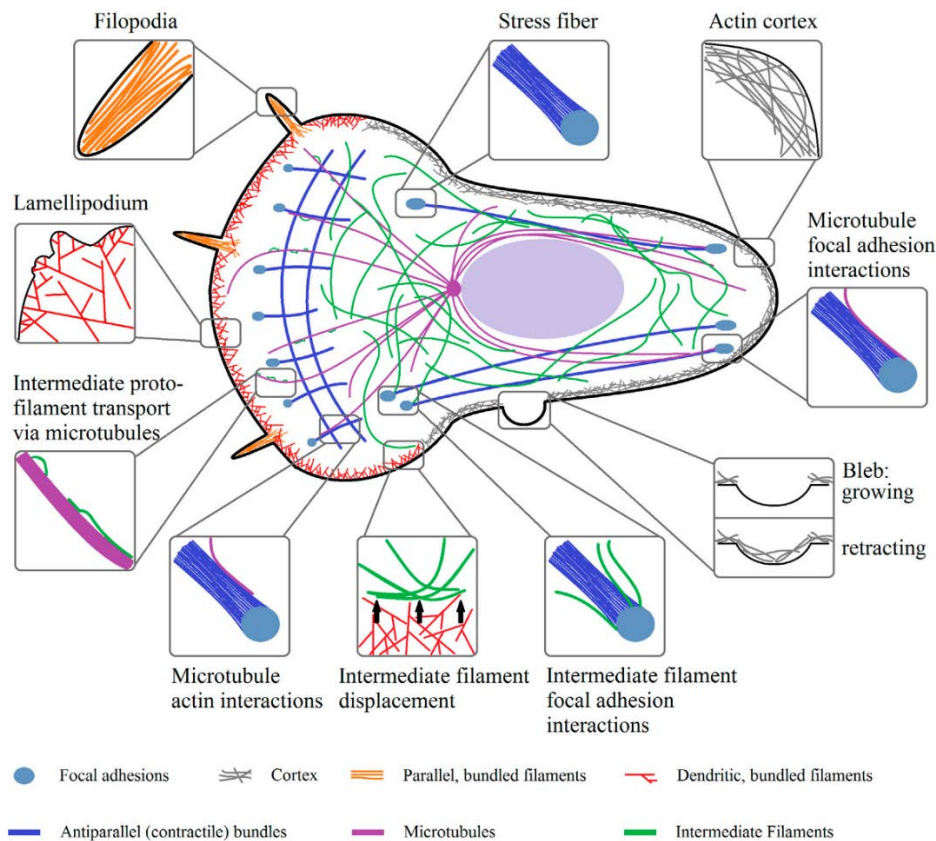 Filopodia
Stress fiber
Actin cortex
Lamellipodium
Microtubule
focal adhesion
interactions
Intermediate proto-
filament transport
via microtubules
Bleb:
growing
retracting
Microtubule
actin interactions
Intermediate filament
displacement
Intermediate filament
focal adhesion
interactions
Focal adhesions
Cortex
Parallel, bundled filaments
Dendritic, bundled filaments
Antiparallel (contractile) bundles
Microtubules
Intermediate Filaments